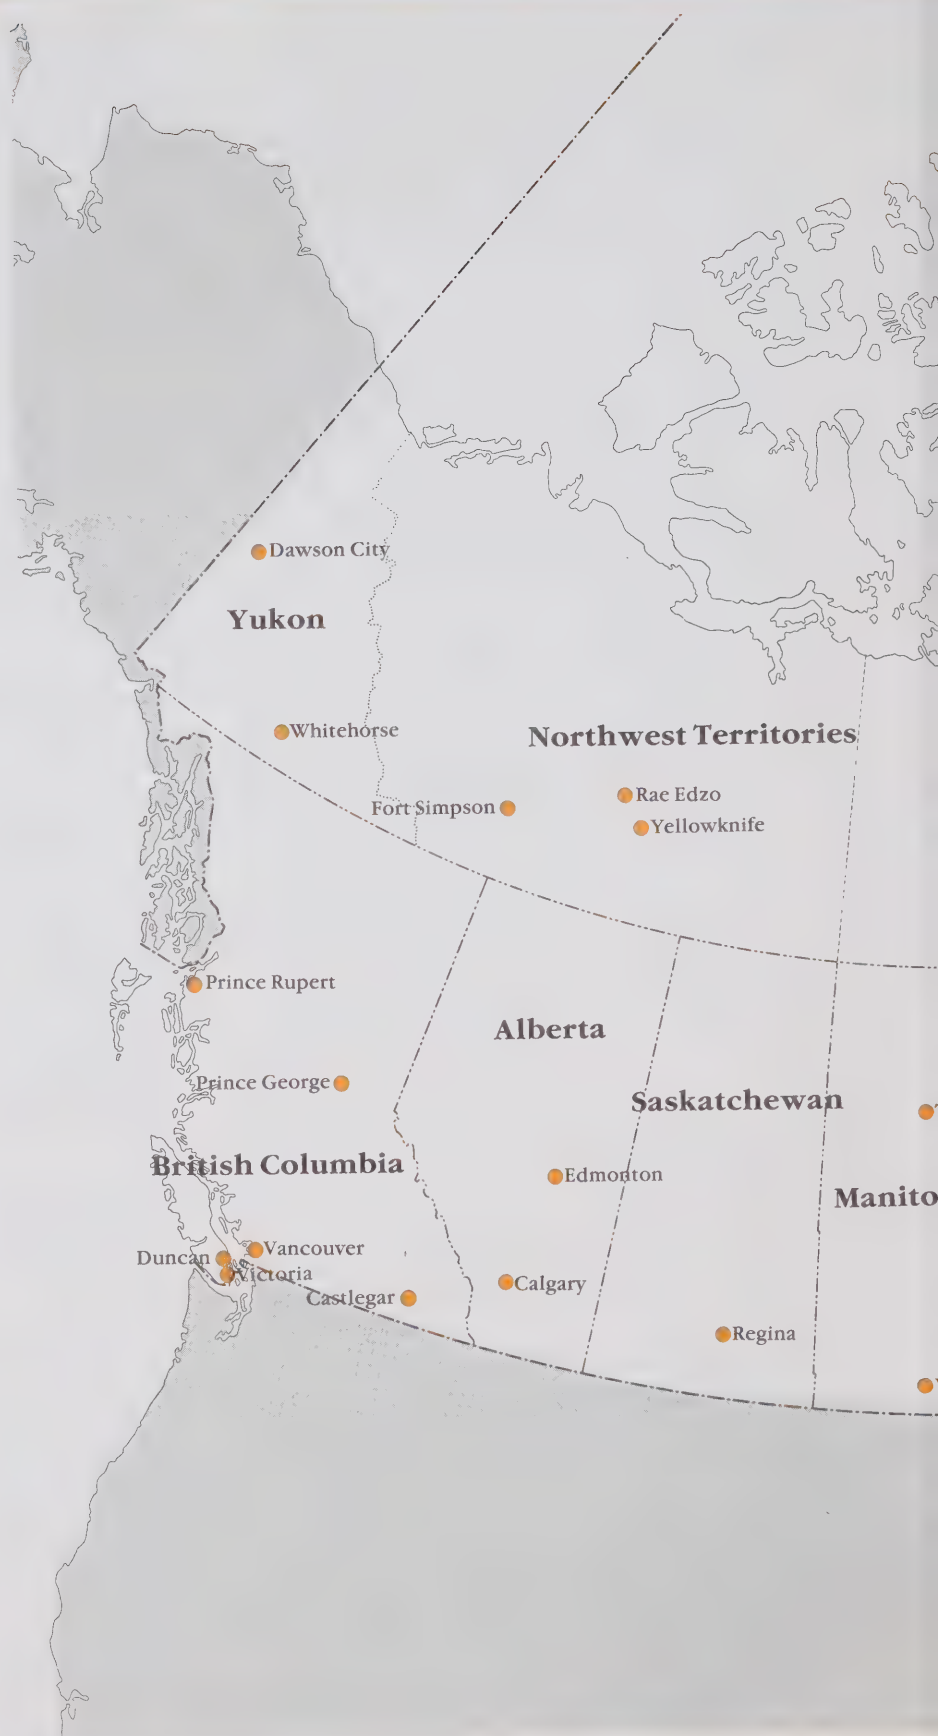 Dawson City
Yukon
Whitehorse
Northwest Territories
Rae Edzo
Fort Simpson
Yellowknife
Prince Rupert
Alberta
Prince George
Saskatchewan
British Columbia
Edmonton
Manito
Vancouver
Duncan
Victoria
Calgary
Castlegar
Regina